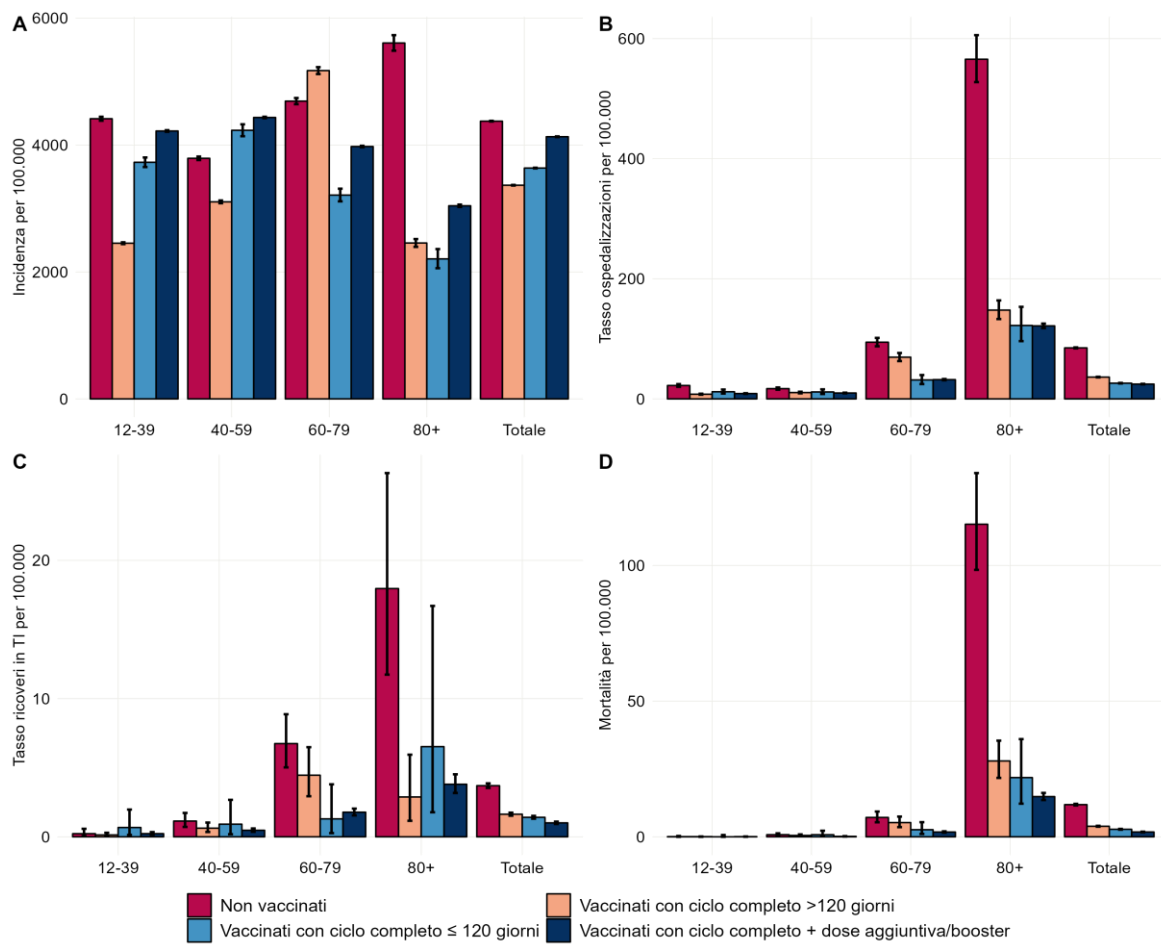 A
Incidenza per 100.000
6000
4000
2000
0
12-39 40-59 60-79 80+ Totale
B
Tasso ospedalizzazioni per 100.000
600
400
200
0
12-39 40-59 60-79 80+ Totale
C
Tasso ricoveri in TI per 100.000
20
10
0
12-39 40-59 60-79 80+ Totale
D
Mortalità per 100.000
100
50
0
12-39 40-59 60-79 80+ Totale
Non vaccinati
Vaccinati con ciclo completo >120 giorni
Vaccinati con ciclo completo ≤ 120 giorni
Vaccinati con ciclo completo + dose aggiuntiva/booster